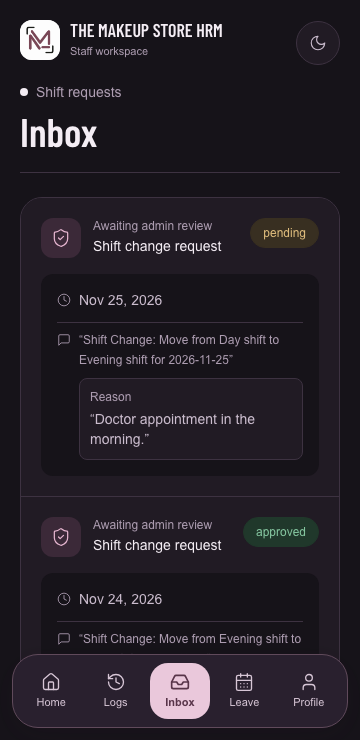 THE MAKEUP STORE HRM
Staff workspace
Shift requests
Inbox
Awaiting admin review
pending
Shift change request
Nov 25, 2026
“Shift Change: Move from Day shift to
Evening shift for 2026-11-25”
Reason
“Doctor appointment in the
morning.”
Awaiting admin review
approved
Shift change request
Nov 24, 2026
“Shift Change: Move from Evening shift to
Home
Logs
Inbox
Leave
Profile